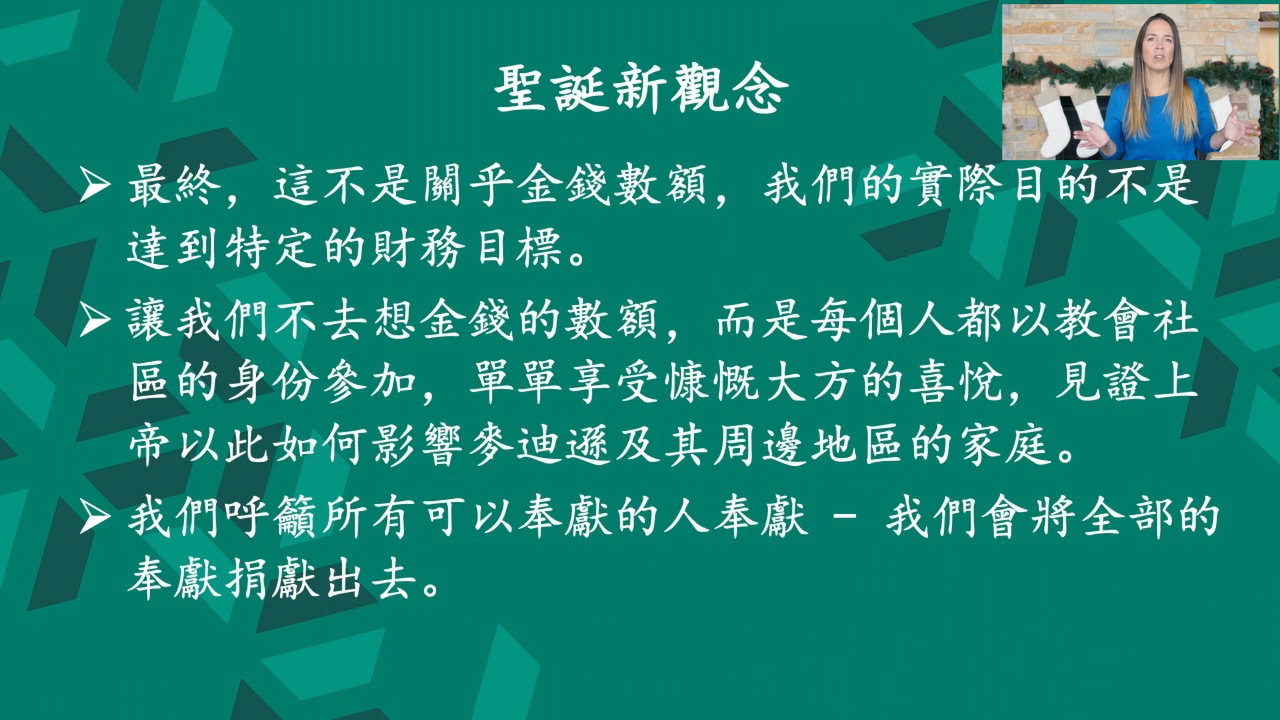 聖誕新觀念
➢ 最終，這不是關乎金錢數額，我們的實際目的不是
達到特定的財務目標。
➢ 讓我們不去想金錢的數額，而是每個人都以教會社
區的身份參加，單單享受慷慨大方的喜悅，見證上
帝以此如何影響麥迪遜及其周邊地區的家庭。
➢ 我們呼籲所有可以奉獻的人奉獻 – 我們會將全部的
奉獻捐獻出去。